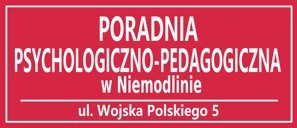 PORADNIA
PSYCHOLOGICZNO-PEDAGOGICZNA
w Niemodlinie
ul. Wojska Polskiego 5